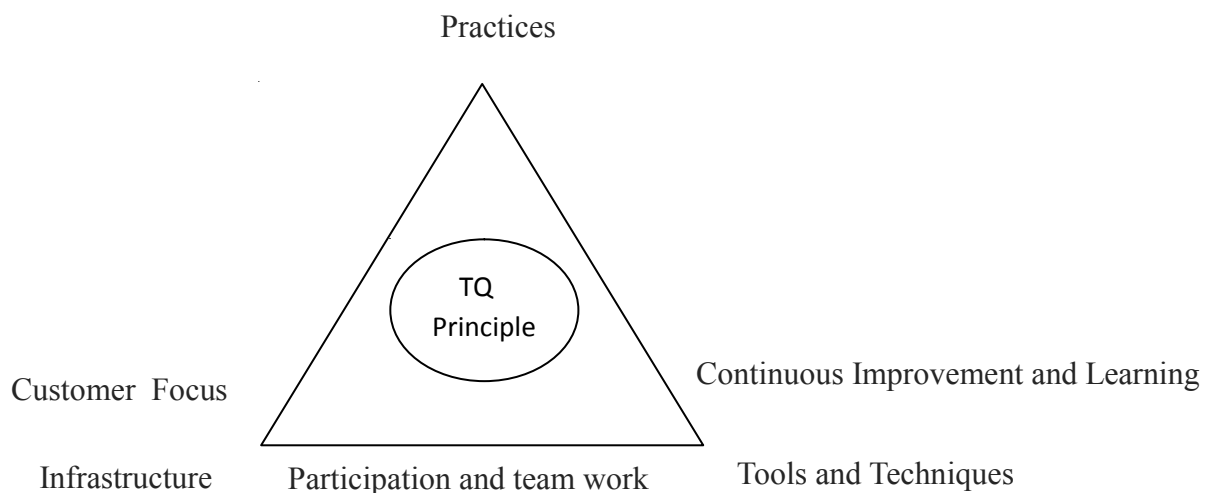 Practices
TQ
Principle
Customer Focus
Continuous Improvement and Learning
Infrastructure
Participation and team work
Tools and Techniques